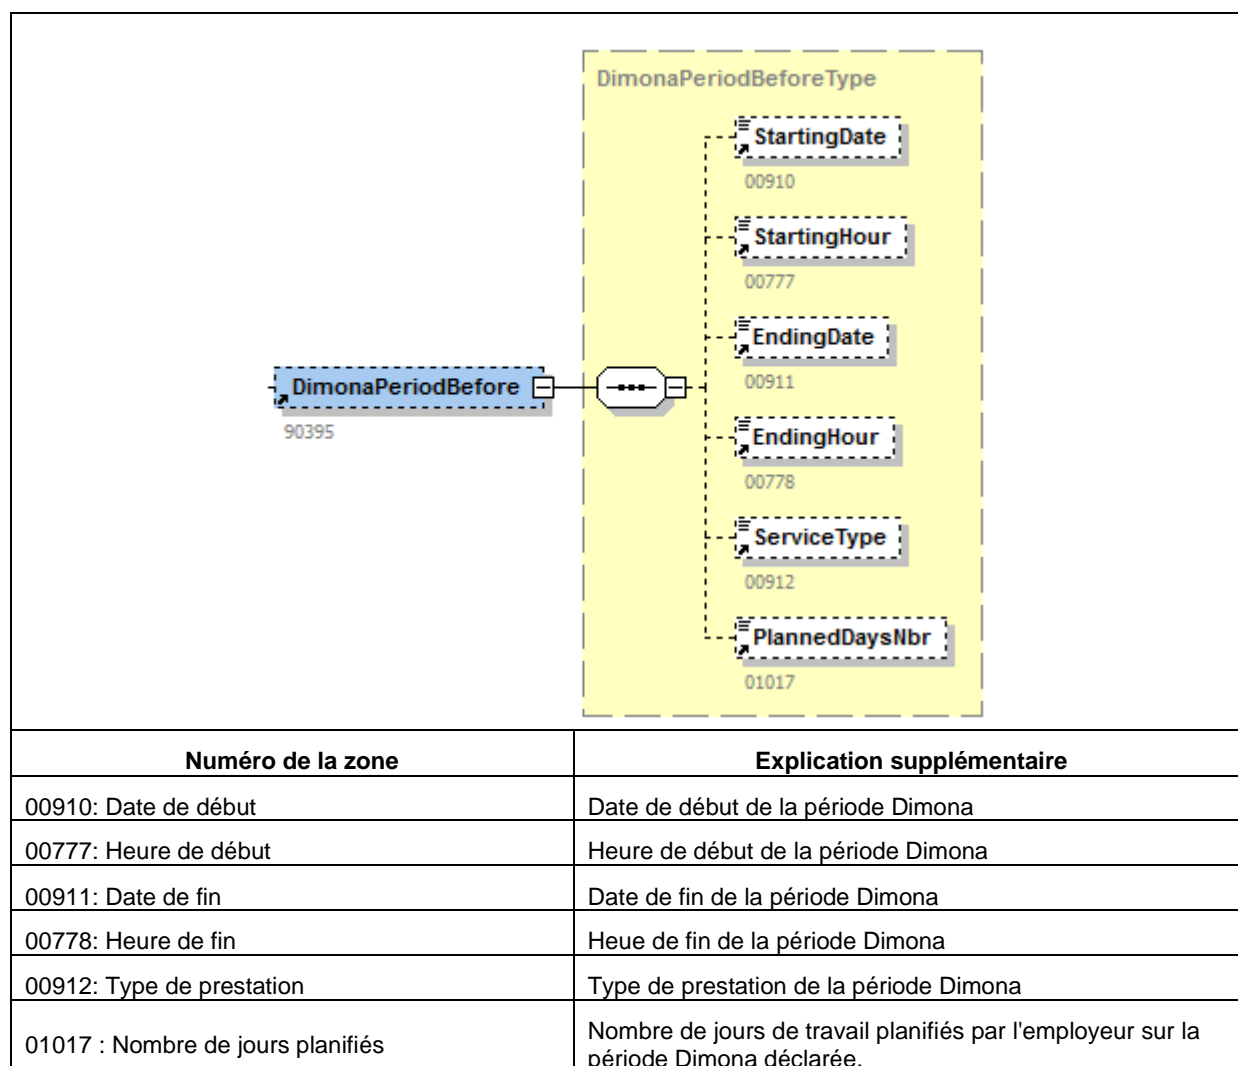 DimonaPeriodBeforeType
StartingDate
00910
StartingHour
00777
EndingDate
00911
DimonaPeriodBefore
90395
EndingHour
00778
ServiceType
00912
PlannedDaysNbr
01017
Numéro de la zone
Explication supplémentaire
00910: Date de début
Date de début de la période Dimona
00777: Heure de début
Heure de début de la période Dimona
00911: Date de fin
Date de fin de la période Dimona
00778: Heure de fin
Heue de fin de la période Dimona
00912: Type de prestation
Type de prestation de la période Dimona
01017 : Nombre de jours planifiés
Nombre de jours de travail planifiés par l'employeur sur la
période Dimona déclarée.